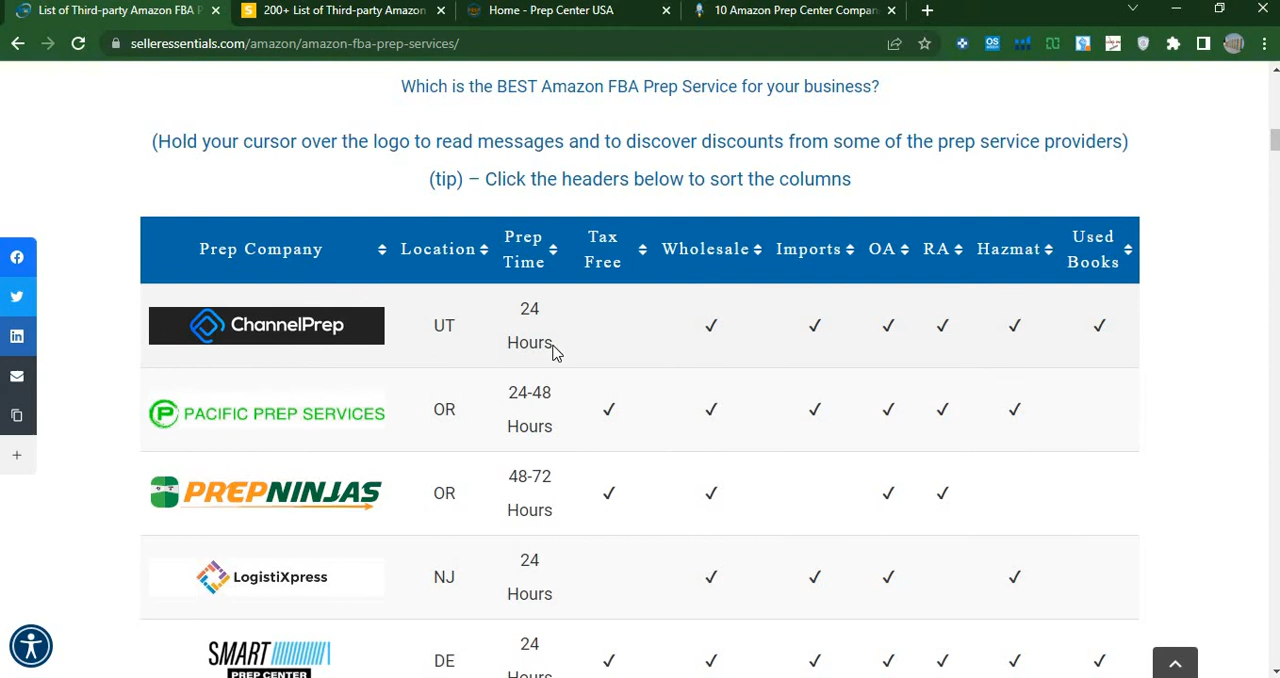 List of Third-party Amazon FBA P
200+ List of Third-party Amazon
Home - Prep Center USA
10 Amazon Prep Center Compan
selleressentials.com/amazon/amazon-fba-prep-services/
OS
Which is the BEST Amazon FBA Prep Service for your business?
(Hold your cursor over the logo to read messages and to discover discounts from some of the prep service providers)
(tip) – Click the headers below to sort the columns
Prep Company Location Prep Time Tax Free Wholesale Imports OA RA Hazmat Used Books
ChannelPrep UT 24 Hours ✓ ✓ ✓ ✓ ✓ ✓
PACIFIC PREP SERVICES OR 24-48 Hours ✓ ✓ ✓ ✓ ✓ ✓
PREPNINJAS OR 48-72 Hours ✓ ✓ ✓ ✓
LogistiXpress NJ 24 Hours ✓ ✓ ✓ ✓
SMART PREP CENTER DE 24 Hours ✓ ✓ ✓ ✓ ✓ ✓ ✓